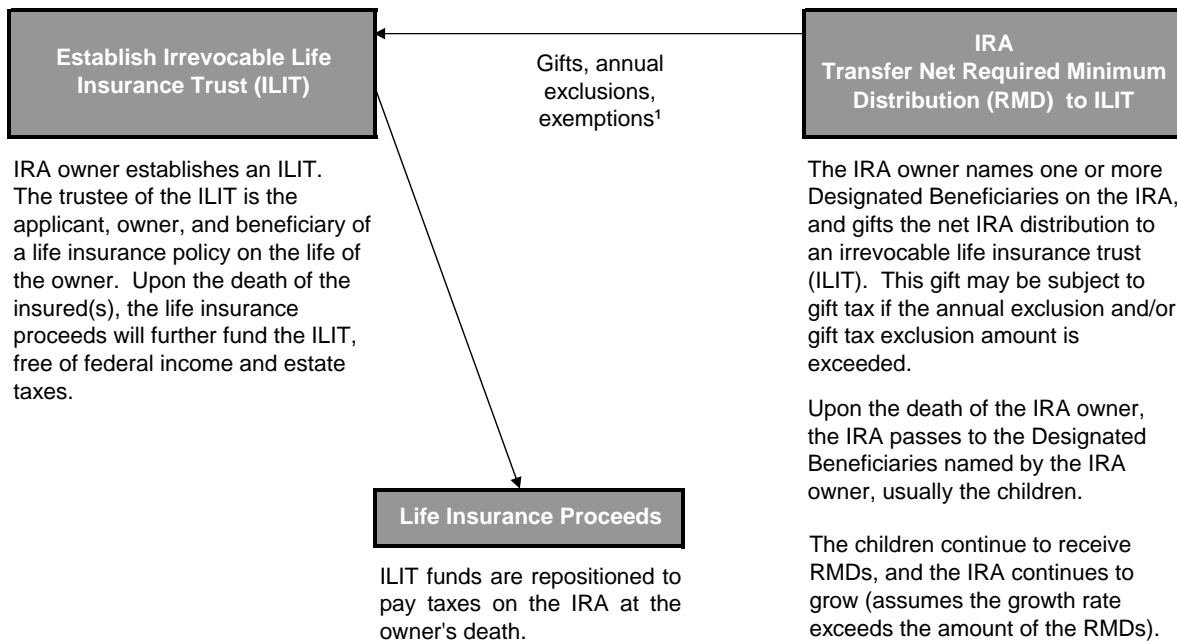 Establish Irrevocable Life
Insurance Trust (ILIT)
IRA owner establishes an ILIT.
The trustee of the ILIT is the
applicant, owner, and beneficiary of
a life insurance policy on the life of
the owner.  Upon the death of the
insured(s), the life insurance
proceeds will further fund the ILIT,
free of federal income and estate
taxes.
Gifts, annual
exclusions,
exemptions¹
IRA
Transfer Net Required Minimum
Distribution (RMD)  to ILIT
The IRA owner names one or more
Designated Beneficiaries on the IRA,
and gifts the net IRA distribution to
an irrevocable life insurance trust
(ILIT).  This gift may be subject to
gift tax if the annual exclusion and/or
gift tax exclusion amount is
exceeded.
Upon the death of the IRA owner,
the IRA passes to the Designated
Beneficiaries named by the IRA
owner, usually the children.
The children continue to receive
RMDs, and the IRA continues to
grow (assumes the growth rate
exceeds the amount of the RMDs).
Life Insurance Proceeds
ILIT funds are repositioned to
pay taxes on the IRA at the
owner's death.